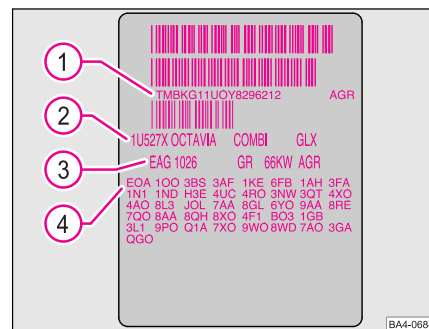 1
TMBKG11UOY8296212 AGR
2
1U527X OCTAVIA COMBI GLX
3
EAG 1026 GR 66KW AGR
4
EOA 1OO 3BS 3AF 1KE 6FB 1AH 3FA
1N1 1ND H3E 4UC 4RO 3NW 3QT 4XO
4AO 8L3 JOL 7AA 8GL 6YO 9AA 8RE
7QO 8AA 8QH 8XO 4F1 BO3 1GB
3L1 9PO Q1A 7XO 9WO 8WD 7AO 3GA
QGO
BA4-068